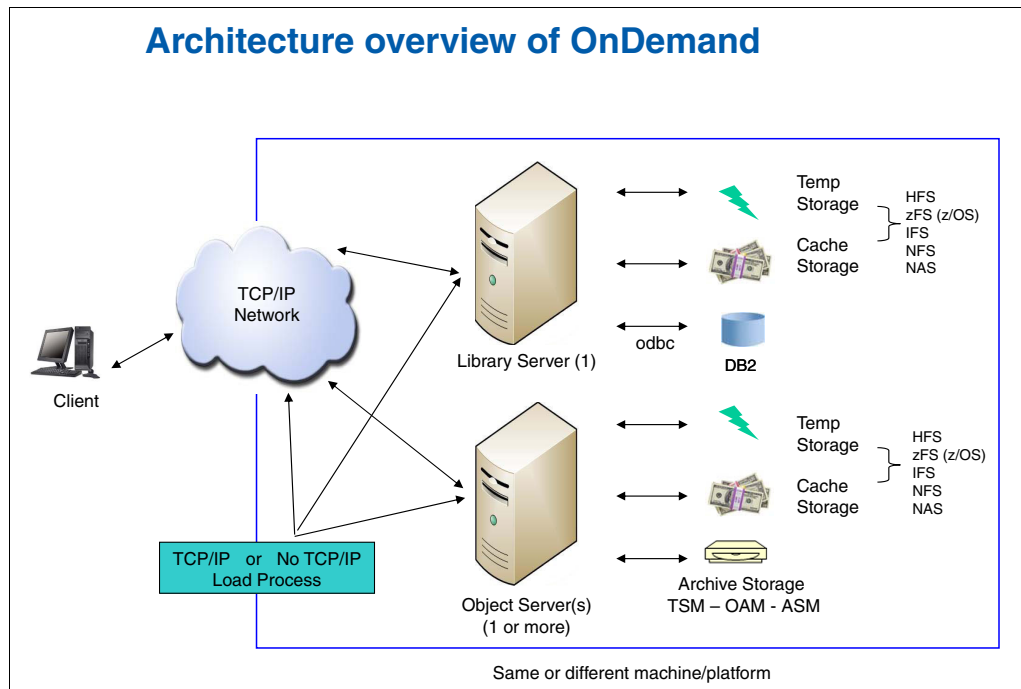 Architecture overview of OnDemand
Client
TCP/IP
Network
TCP/IP or No TCP/IP
Load Process
Library Server (1)
odbc
Temp
Storage
Cache
Storage
DB2
HFS
zFS (z/OS)
IFS
NFS
NAS
Object Server(s)
(1 or more)
Temp
Storage
Cache
Storage
HFS
zFS (z/OS)
IFS
NFS
NAS
Archive Storage
TSM – OAM - ASM
Same or different machine/platform